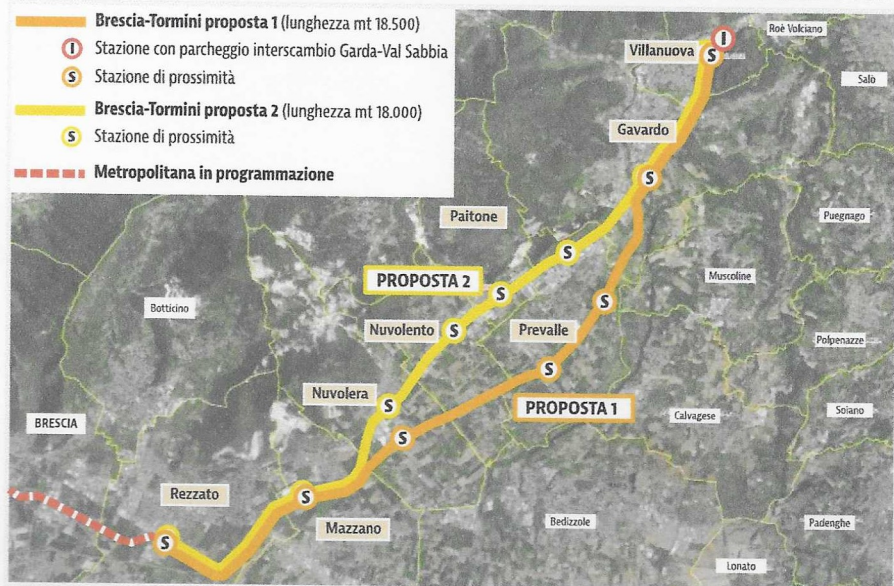 Brescia-Tormini proposta 1 (lunghezza mt 18.500)
I Stazione con parcheggio interscambio Garda-Val Sabbia
S Stazione di prossimità
Brescia-Tormini proposta 2 (lunghezza mt 18.000)
S Stazione di prossimità
Metropolitana in programmazione
Roè Volciano
I
Villanuova
S
Salò
Gavardo
S
Paitone
Puegnago
S
Muscoline
PROPOSTA 2
S
S
Botticino
Nuvolento
S
Prevalle
Polpenazze
S
Nuvolera
S
PROPOSTA 1
Soiano
Calvagese
BRESCIA
S
Rezzato
S
Mazzano
Bedizzole
Padenghe
S
Lonato